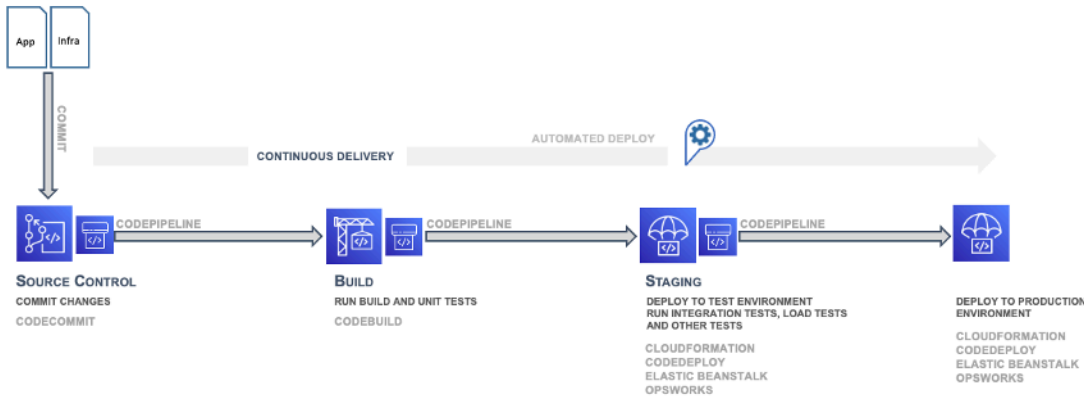 App
Infra
COMMIT
AUTOMATED DEPLOY
CONTINUOUS DELIVERY
CODEPIPELINE
CODEPIPELINE
CODEPIPELINE
SOURCE CONTROL
COMMIT CHANGES
CODECOMMIT
BUILD
RUN BUILD AND UNIT TESTS
CODEBUILD
STAGING
DEPLOY TO TEST ENVIRONMENT
RUN INTEGRATION TESTS, LOAD TESTS
AND OTHER TESTS
CLOUDFORMATION
CODEDEPLOY
ELASTIC BEANSTALK
OPSWORKS
DEPLOY TO PRODUCTION
ENVIRONMENT
CLOUDFORMATION
CODEDEPLOY
ELASTIC BEANSTALK
OPSWORKS